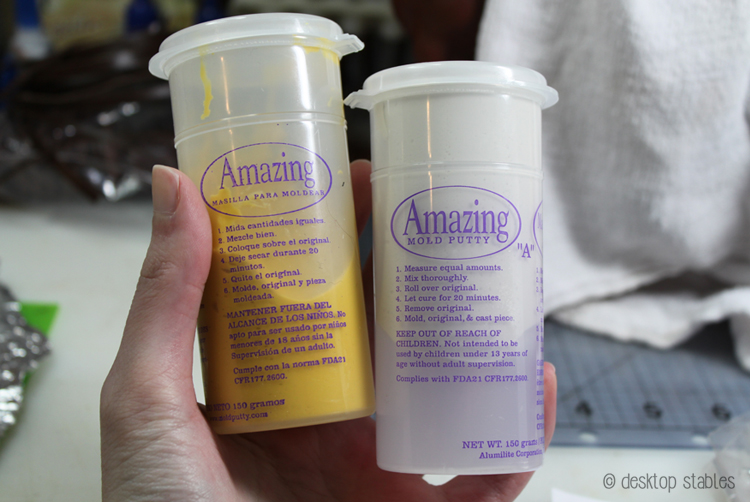 Amazing
MASILLA PARA MOLDEAR
1. Mida cantidades iguales.
2. Mezcle bien.
3. Coloque sobre el original
4. Deje secar durante 20
minutos.
5. Quite el original.
6. Molde, original y pieza
moldeada.
MANTENER FUERA DEL
ALCANCE DE LOS NIÑOS. No
apto para ser usado por niños
menores de 18 años sin la
Supervisión de un adulto.
Cumple con la norma FDA21
CFR177.2600.
150 gramos
Amazing
MOLD PUTTY
"A"
1. Measure equal amounts.
2. Mix thoroughly.
3. Roll over original.
4. Let cure for 20 minutes.
5. Remove original.
6. Mold, original, & cast piece.
KEEP OUT OF REACH OF
CHILDREN. Not intended to be
used by children under 13 years of
age without adult supervision.
Complies with FDA21 CFR177.2600.
NET WT. 150 grams
Alumilite Corporation
5
© desktop stables